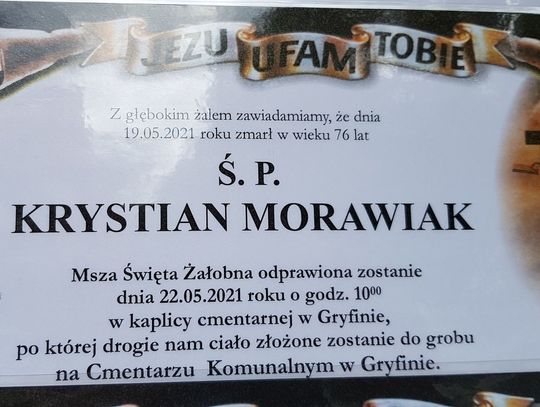 JEZU UFAM TOBIE
Z głębokim żalem zawiadamiamy, że dnia
19.05.2021 roku zmarł w wieku 76 lat
Ś. P.
KRYSTIAN MORAWIAK
Msza Święta Żałobna odprawiona zostanie
dnia 22.05.2021 roku o godz. 10⁰⁰
w kaplicy cmentarnej w Gryfinie,
po której drogie nam ciało złożone zostanie do grobu
na Cmentarzu Komunalnym w Gryfinie.